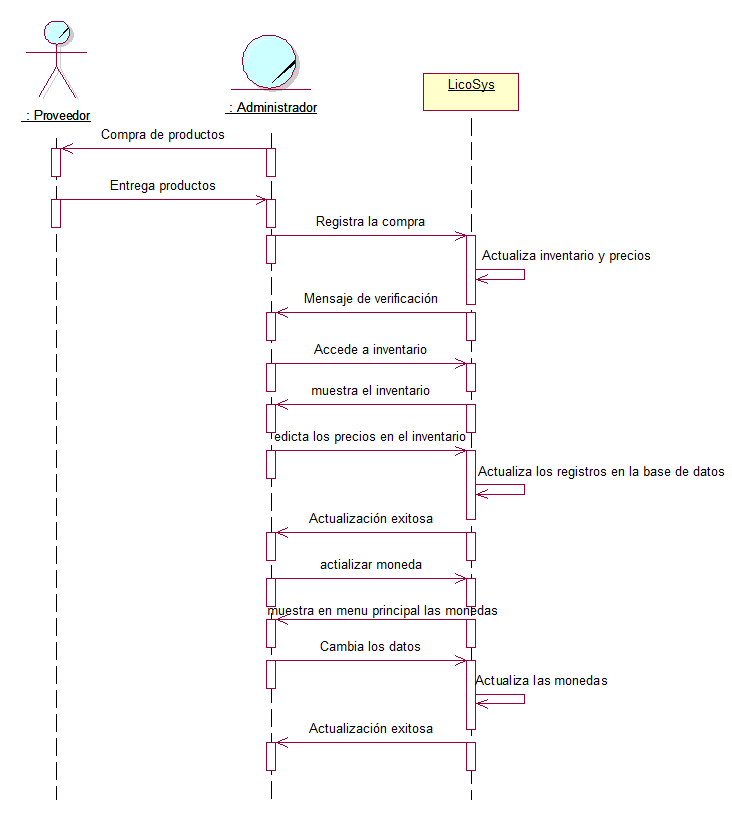 : Proveedor
: Administrador
LicoSys
Compra de productos
Entrega productos
Registra la compra
Actualiza inventario y precios
Mensaje de verificación
Accede a inventario
muestra el inventario
edicta los precios en el inventario
Actualiza los registros en la base de datos
Actualización exitosa
actializar moneda
muestra en menu principal las monedas
Cambia los datos
Actualiza las monedas
Actualización exitosa